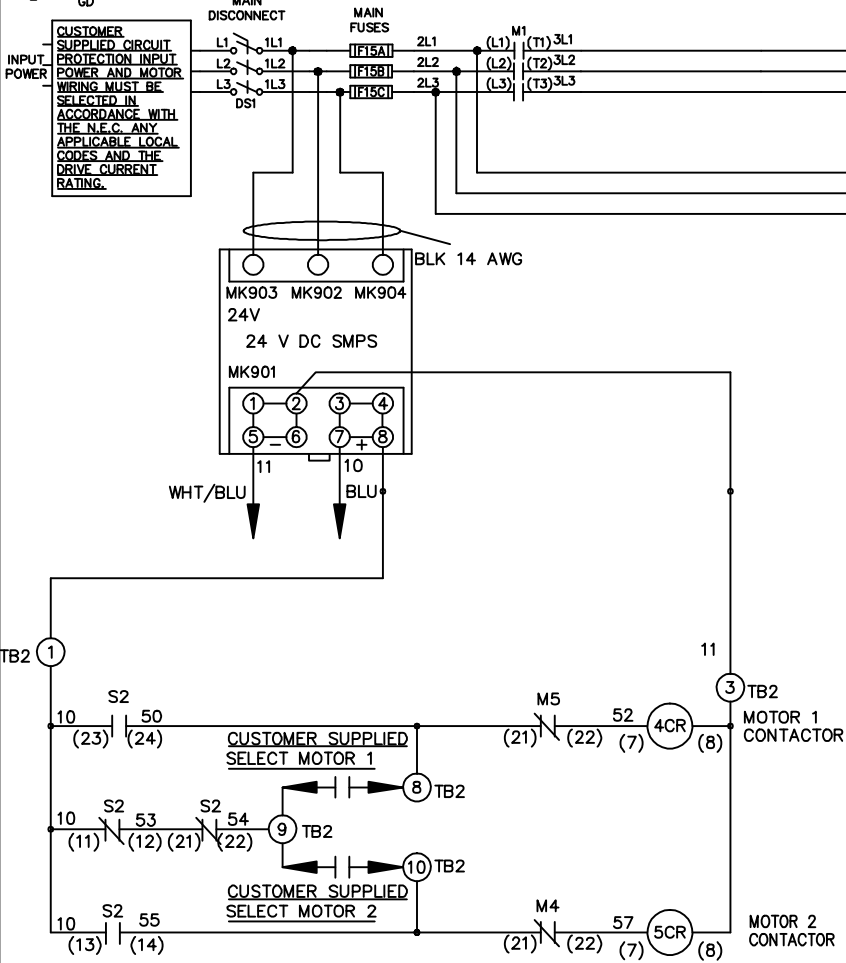 GD
MAIN
DISCONNECT
MAIN
FUSES
INPUT
POWER
CUSTOMER
SUPPLIED CIRCUIT
PROTECTION INPUT
POWER AND MOTOR
WIRING MUST BE
SELECTED IN
ACCORDANCE WITH
THE N.E.C. ANY
APPLICABLE LOCAL
CODES AND THE
DRIVE CURRENT
RATING.
L1 1L1 F15A 2L1 (L1) M1 (T1) 3L1
L2 1L2 F15B 2L2 (L2) (T2) 3L2
L3 1L3 F15C 2L3 (L3) (T3) 3L3
DS1
BLK 14 AWG
MK903 MK902 MK904
24V
24 V DC SMPS
MK901
1 2 3 4
5 - 6 7 + 8
11 10
WHT/BLU BLU
TB2 1
11
3 TB2
S2 M5
10 50 52 4CR
(23) (24) (21) (22) (7) (8)
MOTOR 1
CONTACTOR
CUSTOMER SUPPLIED
SELECT MOTOR 1
8 TB2
S2 S2
10 53 54 9 TB2
(11) (12) (21) (22)
10 TB2
CUSTOMER SUPPLIED
SELECT MOTOR 2
S2 M4
10 55 57 5CR
(13) (14) (21) (22) (7) (8)
MOTOR 2
CONTACTOR